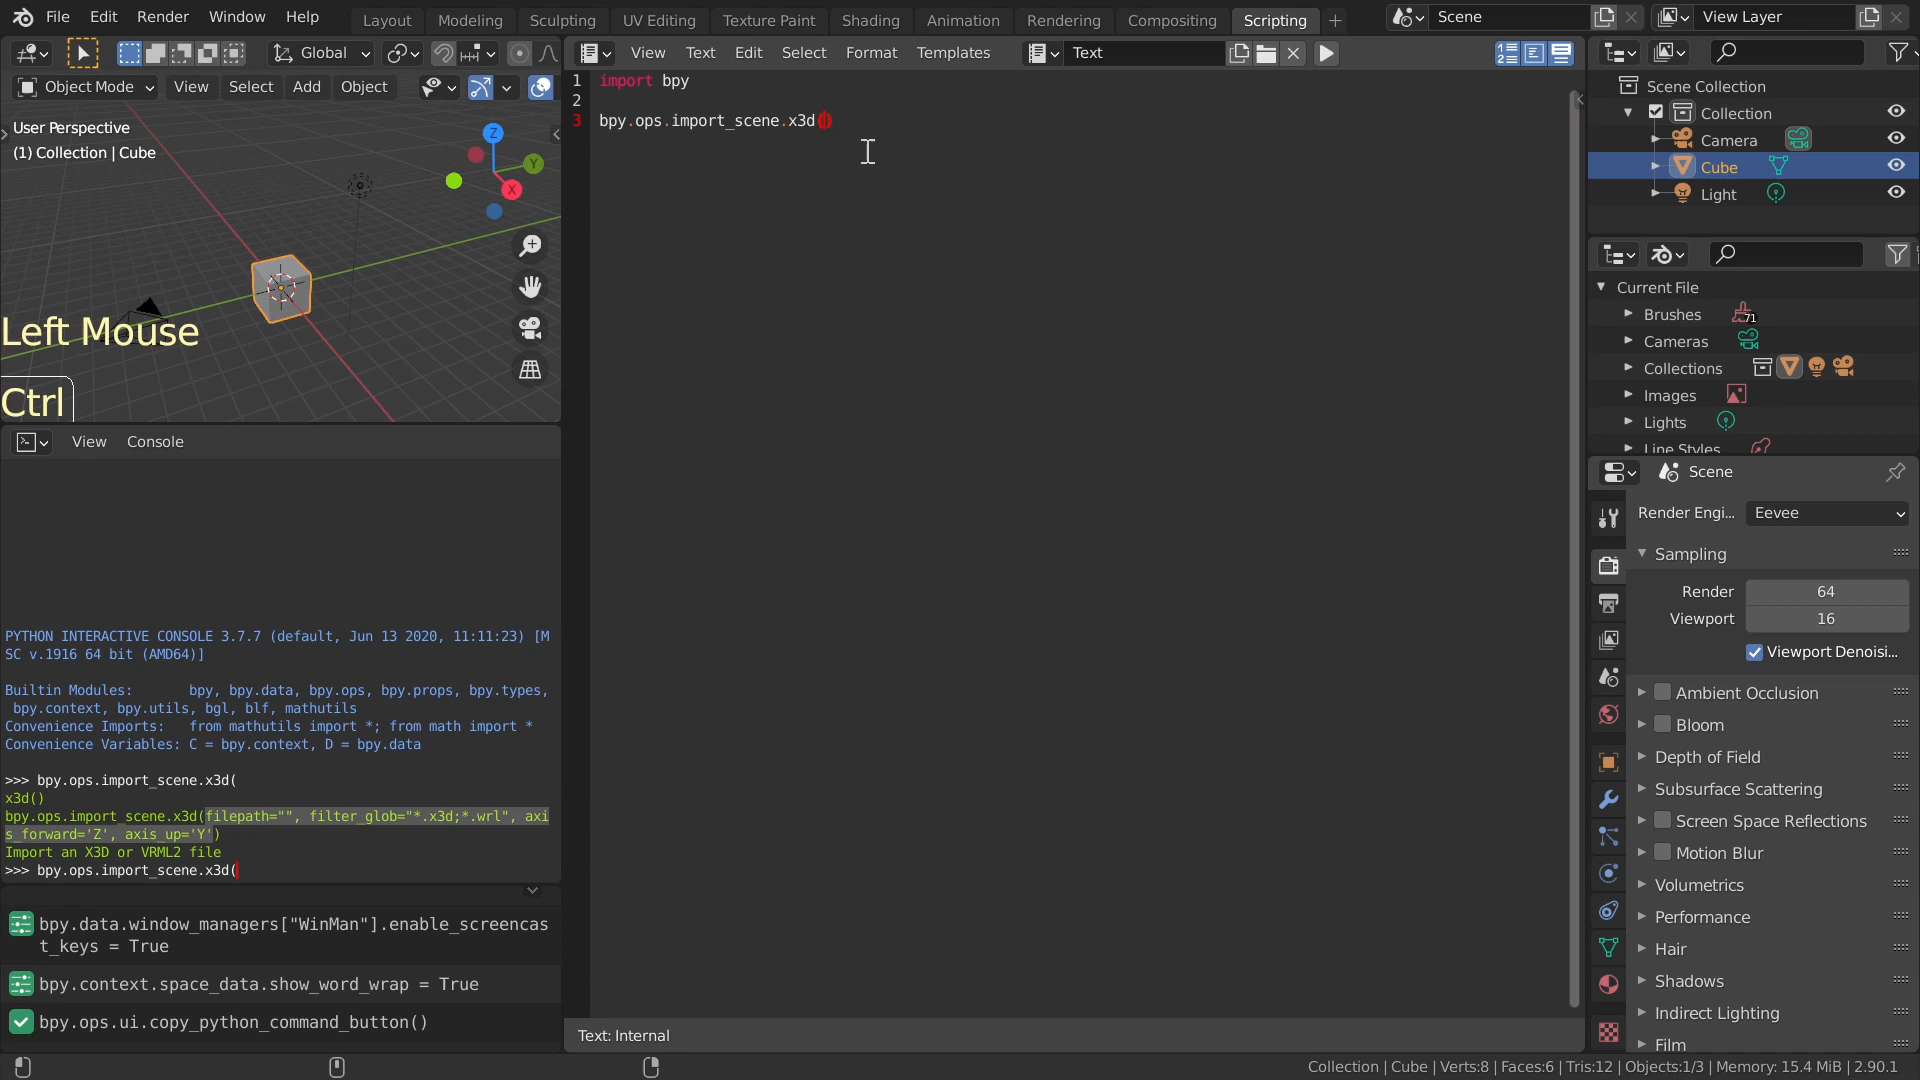 File Edit Render Window Help Layout Modeling Sculpting UV Editing Texture Paint Shading Animation Rendering Compositing Scripting + Scene View Layer
Global
View Text Edit Select Format Templates Text
Object Mode View Select Add Object
User Perspective
(1) Collection | Cube
Z
Y
X
Left Mouse
Ctrl
1 import bpy
2
3 bpy.ops.import_scene.x3d()
View Console
PYTHON INTERACTIVE CONSOLE 3.7.7 (default, Jun 13 2020, 11:11:23) [M
SC v.1916 64 bit (AMD64)]
Builtin Modules: bpy, bpy.data, bpy.ops, bpy.props, bpy.types,
bpy.context, bpy.utils, bgl, blf, mathutils
Convenience Imports: from mathutils import *; from math import *
Convenience Variables: C = bpy.context, D = bpy.data
>>> bpy.ops.import_scene.x3d(
x3d()
bpy.ops.import_scene.x3d(filepath="", filter_glob="*.x3d;*.wrl", axi
s_forward='Z', axis_up='Y')
Import an X3D or VRML2 file
>>> bpy.ops.import_scene.x3d(
bpy.data.window_managers["WinMan"].enable_screencas
t_keys = True
bpy.context.space_data.show_word_wrap = True
bpy.ops.ui.copy_python_command_button()
Text: Internal
Scene Collection
Collection
Camera
Cube
Light
Current File
Brushes 71
Cameras
Collections
Images
Lights
Line Styles
Scene
Render Engi... Eevee
Sampling
Render 64
Viewport 16
Viewport Denoisi...
Ambient Occlusion
Bloom
Depth of Field
Subsurface Scattering
Screen Space Reflections
Motion Blur
Volumetrics
Performance
Hair
Shadows
Indirect Lighting
Film
Collection | Cube | Verts:8 | Faces:6 | Tris:12 | Objects:1/3 | Memory: 15.4 MiB | 2.90.1